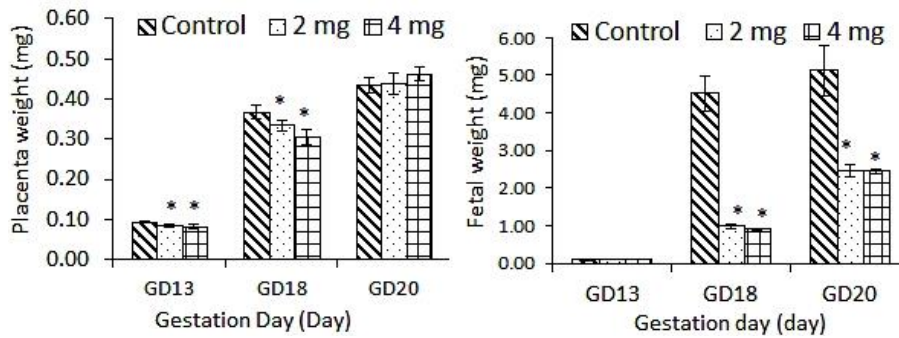 Placenta weight (mg)
0.60
0.50
0.40
0.30
0.20
0.10
0.00
Control 2 mg 4 mg
* *
* *
GD13 GD18 GD20
Gestation Day (Day)
Fetal weight (mg)
6.00
5.00
4.00
3.00
2.00
1.00
0.00
Control 2 mg 4 mg
* *
* *
GD13 GD18 GD20
Gestation day (day)